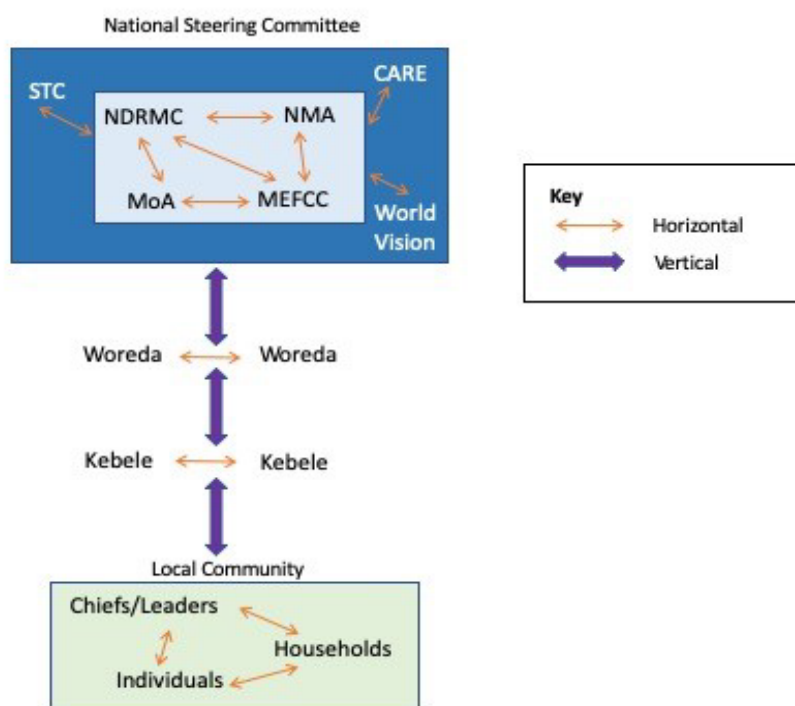 National Steering Committee
STC
CARE
NDRMC
NMA
MoA
MEFCC
World
Vision
Key
Horizontal
Vertical
Woreda
Woreda
Kebele
Kebele
Local Community
Chiefs/Leaders
Households
Individuals